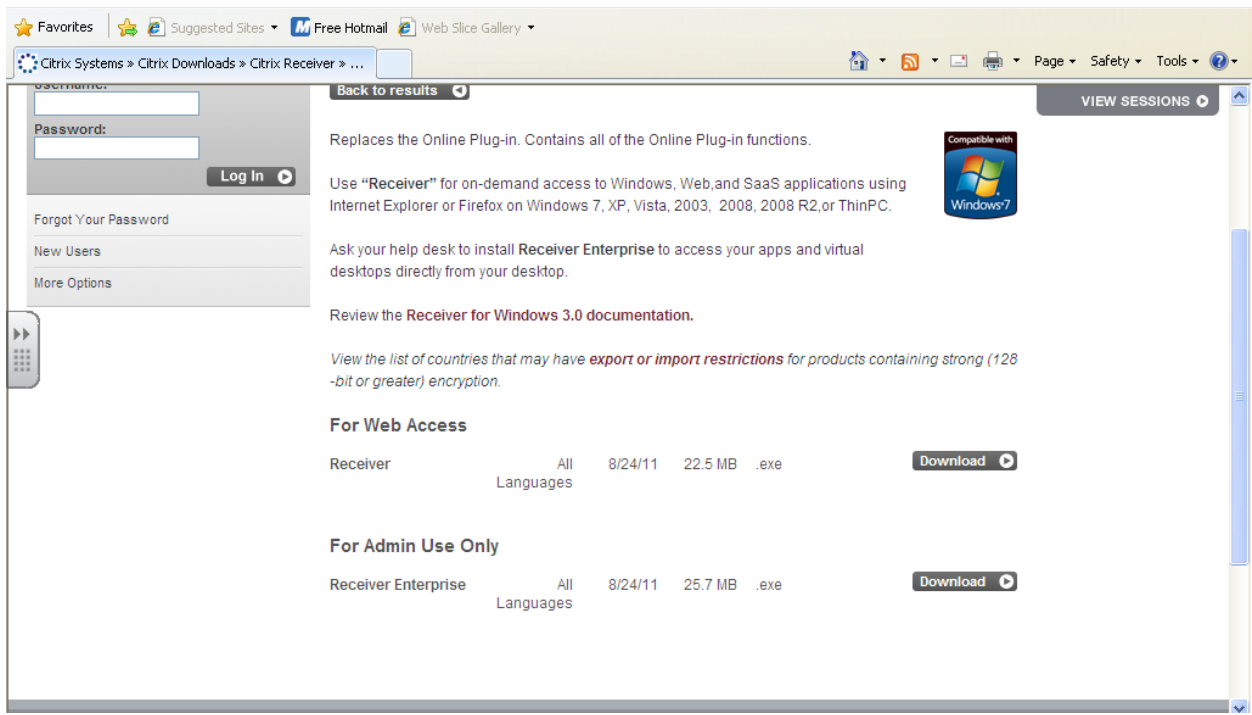 Favorites Suggested Sites Free Hotmail Web Slice Gallery
Citrix Systems » Citrix Downloads » Citrix Receiver » ... Page Safety Tools
Username:
Password:
Log In
Forgot Your Password
New Users
More Options
Back to results
VIEW SESSIONS
Replaces the Online Plug-in. Contains all of the Online Plug-in functions.
Compatible with
Windows 7
Use “Receiver” for on-demand access to Windows, Web,and SaaS applications using
Internet Explorer or Firefox on Windows 7, XP, Vista, 2003, 2008, 2008 R2,or ThinPC.
Ask your help desk to install Receiver Enterprise to access your apps and virtual
desktops directly from your desktop.
Review the Receiver for Windows 3.0 documentation.
View the list of countries that may have export or import restrictions for products containing strong (128
-bit or greater) encryption.
For Web Access
Receiver All 8/24/11 22.5 MB .exe Download
Languages
For Admin Use Only
Receiver Enterprise All 8/24/11 25.7 MB .exe Download
Languages